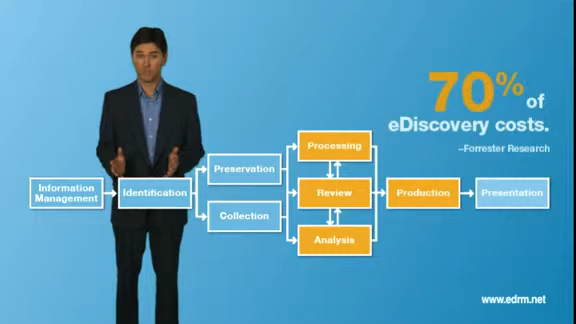 70% of
eDiscovery costs.
–Forrester Research
Processing
Preservation
Information
Management
Identification
Review
Production
Presentation
Collection
Analysis
www.edrm.net